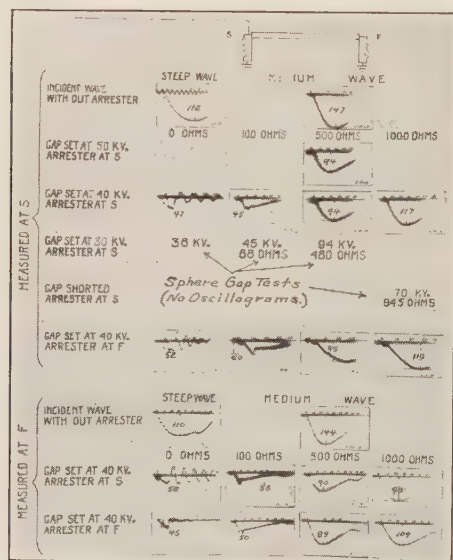 S F
STEEP WAVE MEDIUM WAVE
INCIDENT WAVE
WITH OUT ARRESTER
118 147
0 OHMS 100 OHMS 500 OHMS 1000 OHMS
GAP SET AT 50 KV.
ARRESTER AT S
94
GAP SET AT 40 KV.
ARRESTER AT S
47 45 94 117
GAP SET AT 30 KV.
ARRESTER AT S
38 KV. 45 KV. 94 KV.
68 OHMS 480 OHMS
Sphere Gap Tests
(No Oscillograms.)
GAP SHORTED
ARRESTER AT S
70 KV.
945 OHMS
GAP SET AT 40 KV.
ARRESTER AT F
52 60 95 119
MEASURED AT S
STEEP WAVE MEDIUM WAVE
INCIDENT WAVE
WITH OUT ARRESTER
110 144
0 OHMS 100 OHMS 500 OHMS 1000 OHMS
GAP SET AT 40 KV.
ARRESTER AT S
58 55 90 98
GAP SET AT 40 KV.
ARRESTER AT F
45 50 89 109
MEASURED AT F